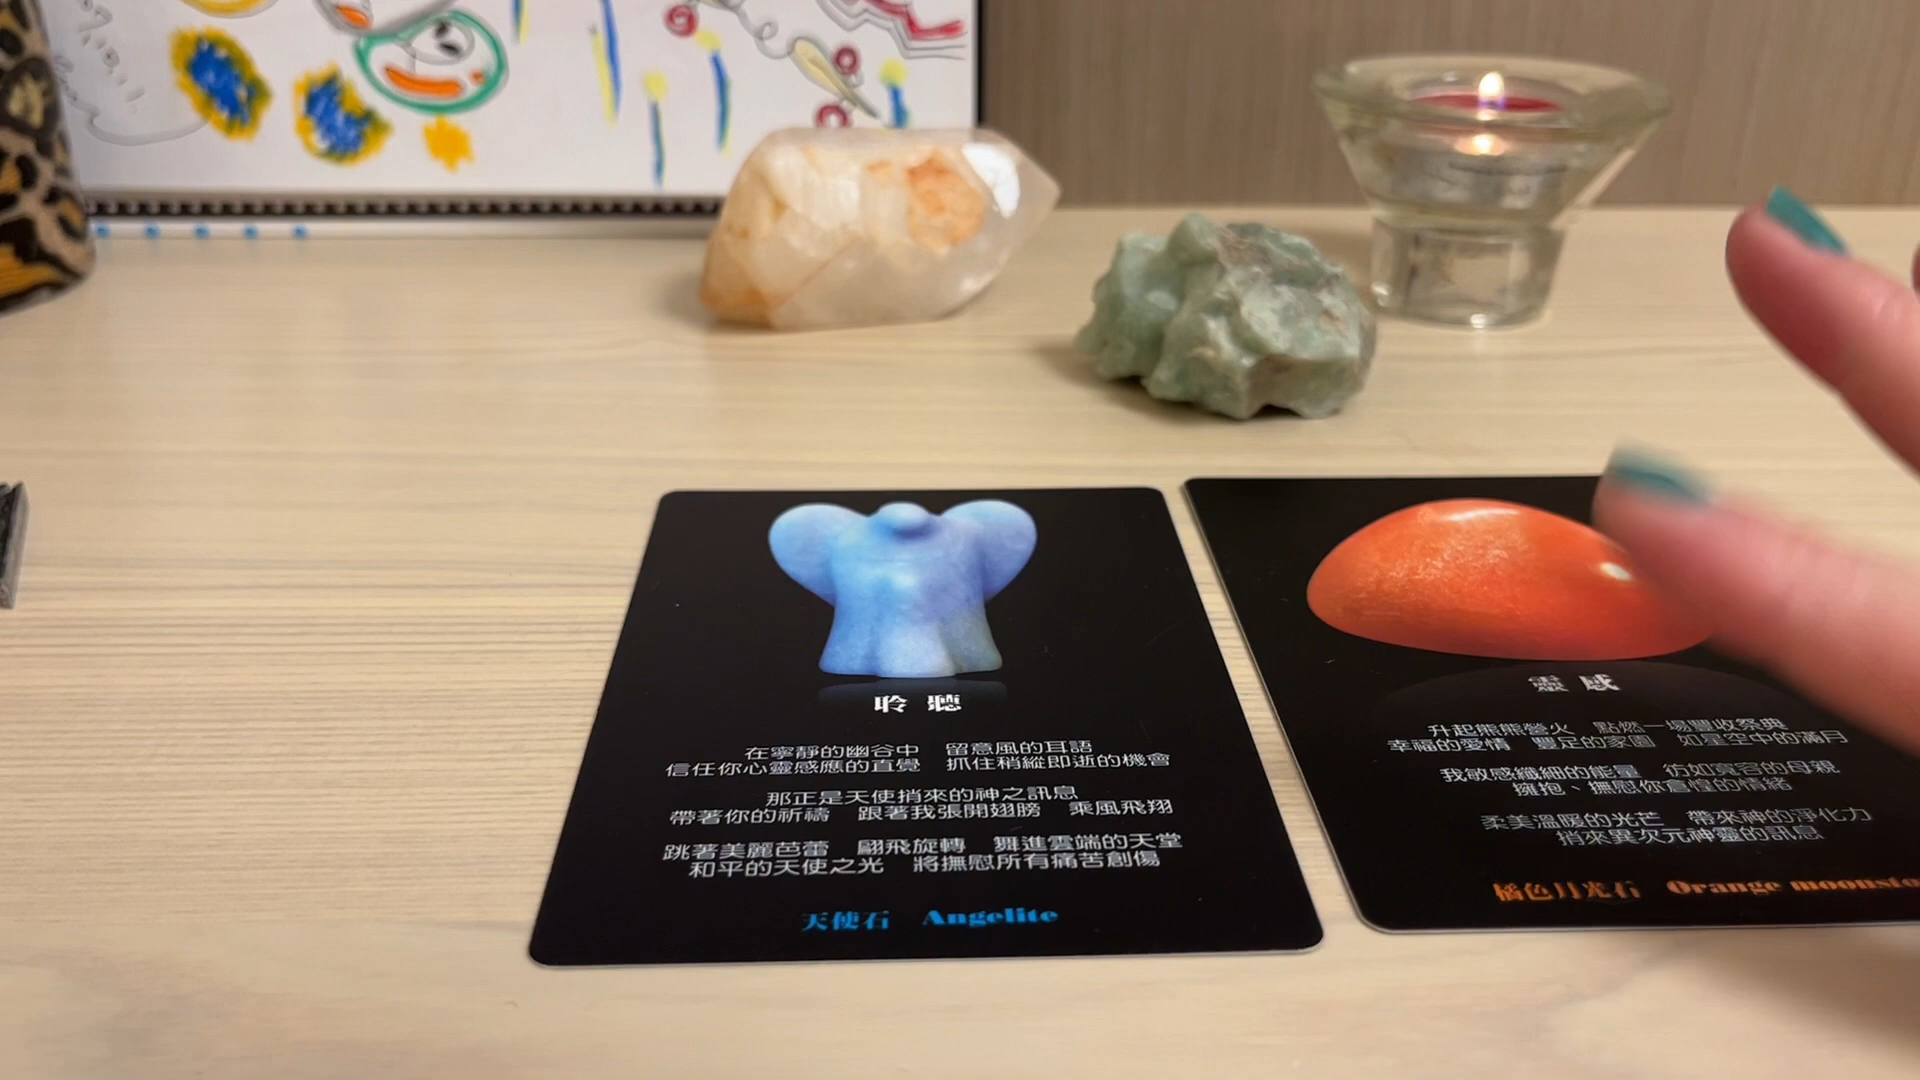 聆聽
在寧靜的幽谷中 留意風的耳語
信任你心靈感應的直覺 抓住稍縱即逝的機會
那正是天使捎來的神之訊息
帶著你的祈禱 跟著我張開翅膀 乘風飛翔
跳著美麗芭蕾 翩飛旋轉 舞進雲端的天堂
和平的天使之光 將撫慰所有痛苦創傷
天使石 Angelite
靈感
升起熊熊營火 點燃一場豐收祭典
幸福的愛情 豐足的家園 如星空中的滿月
我敏感纖細的能量 彷如寬容的母親
擁抱、撫慰你倉惶的情緒
柔美溫暖的光芒 帶來神的淨化力
捎來異次元神靈的訊息
橘色月光石 Orange moonsto